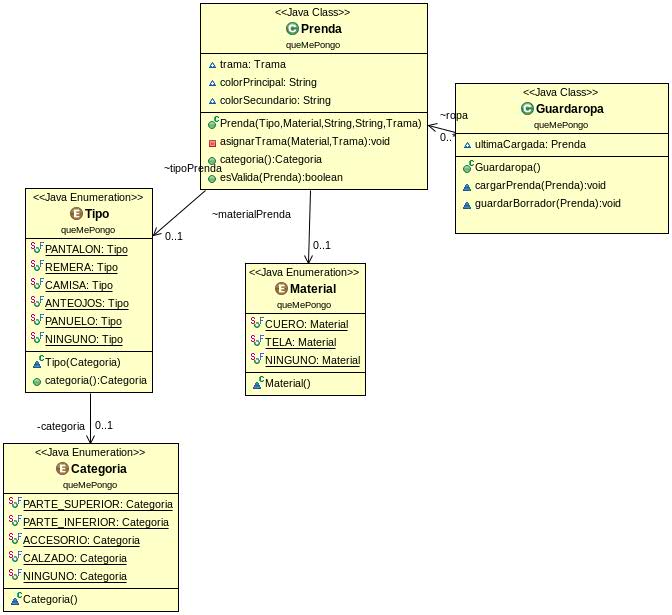 <<Java Class>>
Prenda
queMePongo
trama: Trama
colorPrincipal: String
colorSecundario: String
Prenda(Tipo,Material,String,String,Trama)
asignarTrama(Material,Trama):void
categoria():Categoria
esValida(Prenda):boolean
<<Java Class>>
Guardaropa
queMePongo
ultimaCargada: Prenda
Guardaropa()
cargarPrenda(Prenda):void
guardarBorrador(Prenda):void
~ropa
0..*
~tipoPrenda
0..1
~materialPrenda
0..1
<<Java Enumeration>>
Tipo
queMePongo
PANTALON: Tipo
REMERA: Tipo
CAMISA: Tipo
ANTEOJOS: Tipo
PANUELO: Tipo
NINGUNO: Tipo
Tipo(Categoria)
categoria():Categoria
<<Java Enumeration>>
Material
queMePongo
CUERO: Material
TELA: Material
NINGUNO: Material
Material()
-categoria
0..1
<<Java Enumeration>>
Categoria
queMePongo
PARTE_SUPERIOR: Categoria
PARTE_INFERIOR: Categoria
ACCESORIO: Categoria
CALZADO: Categoria
NINGUNO: Categoria
Categoria()